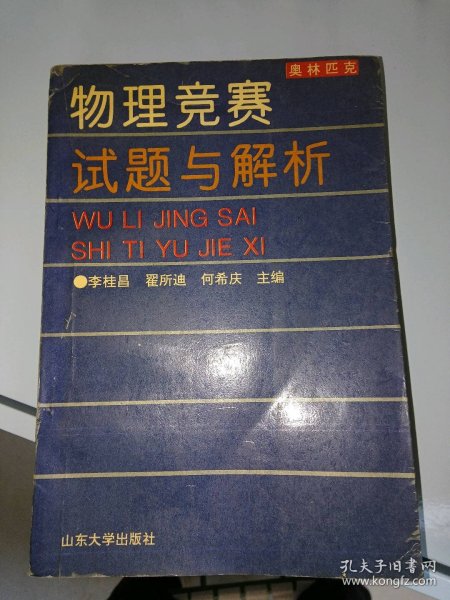 奥林匹克
物理竞赛
试题与解析
WU LI JING SAI
SHI TI YU JIE XI
●李桂昌 翟所迪 何希庆 主编
山东大学出版社
孔夫子旧书网
www.kongfz.com